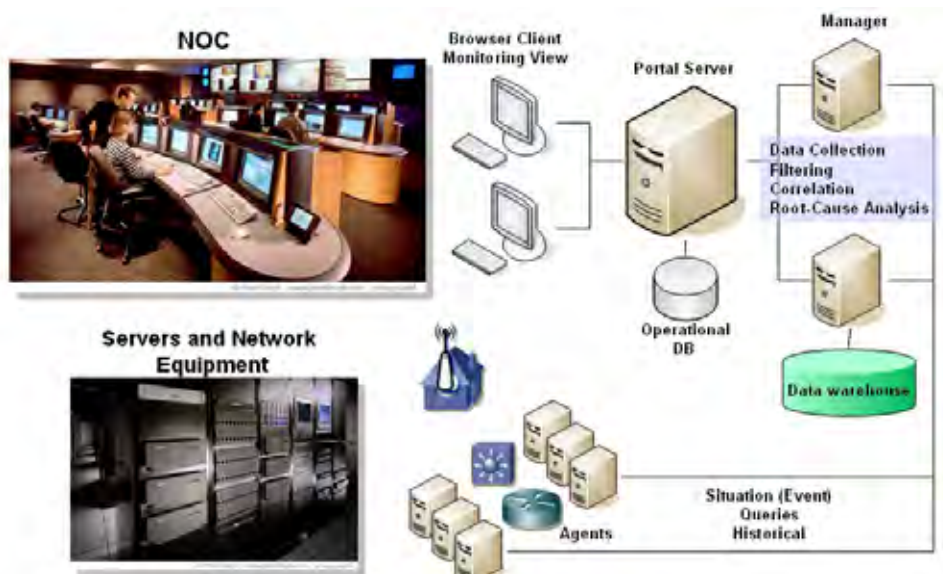 NOC
Browser Client
Monitoring View
Portal Server
Manager
Data Collection
Filtering
Correlation
Root-Cause Analysis
Operational
DB
Data warehouse
Servers and Network
Equipment
Agents
Situation (Event)
Queries
Historical